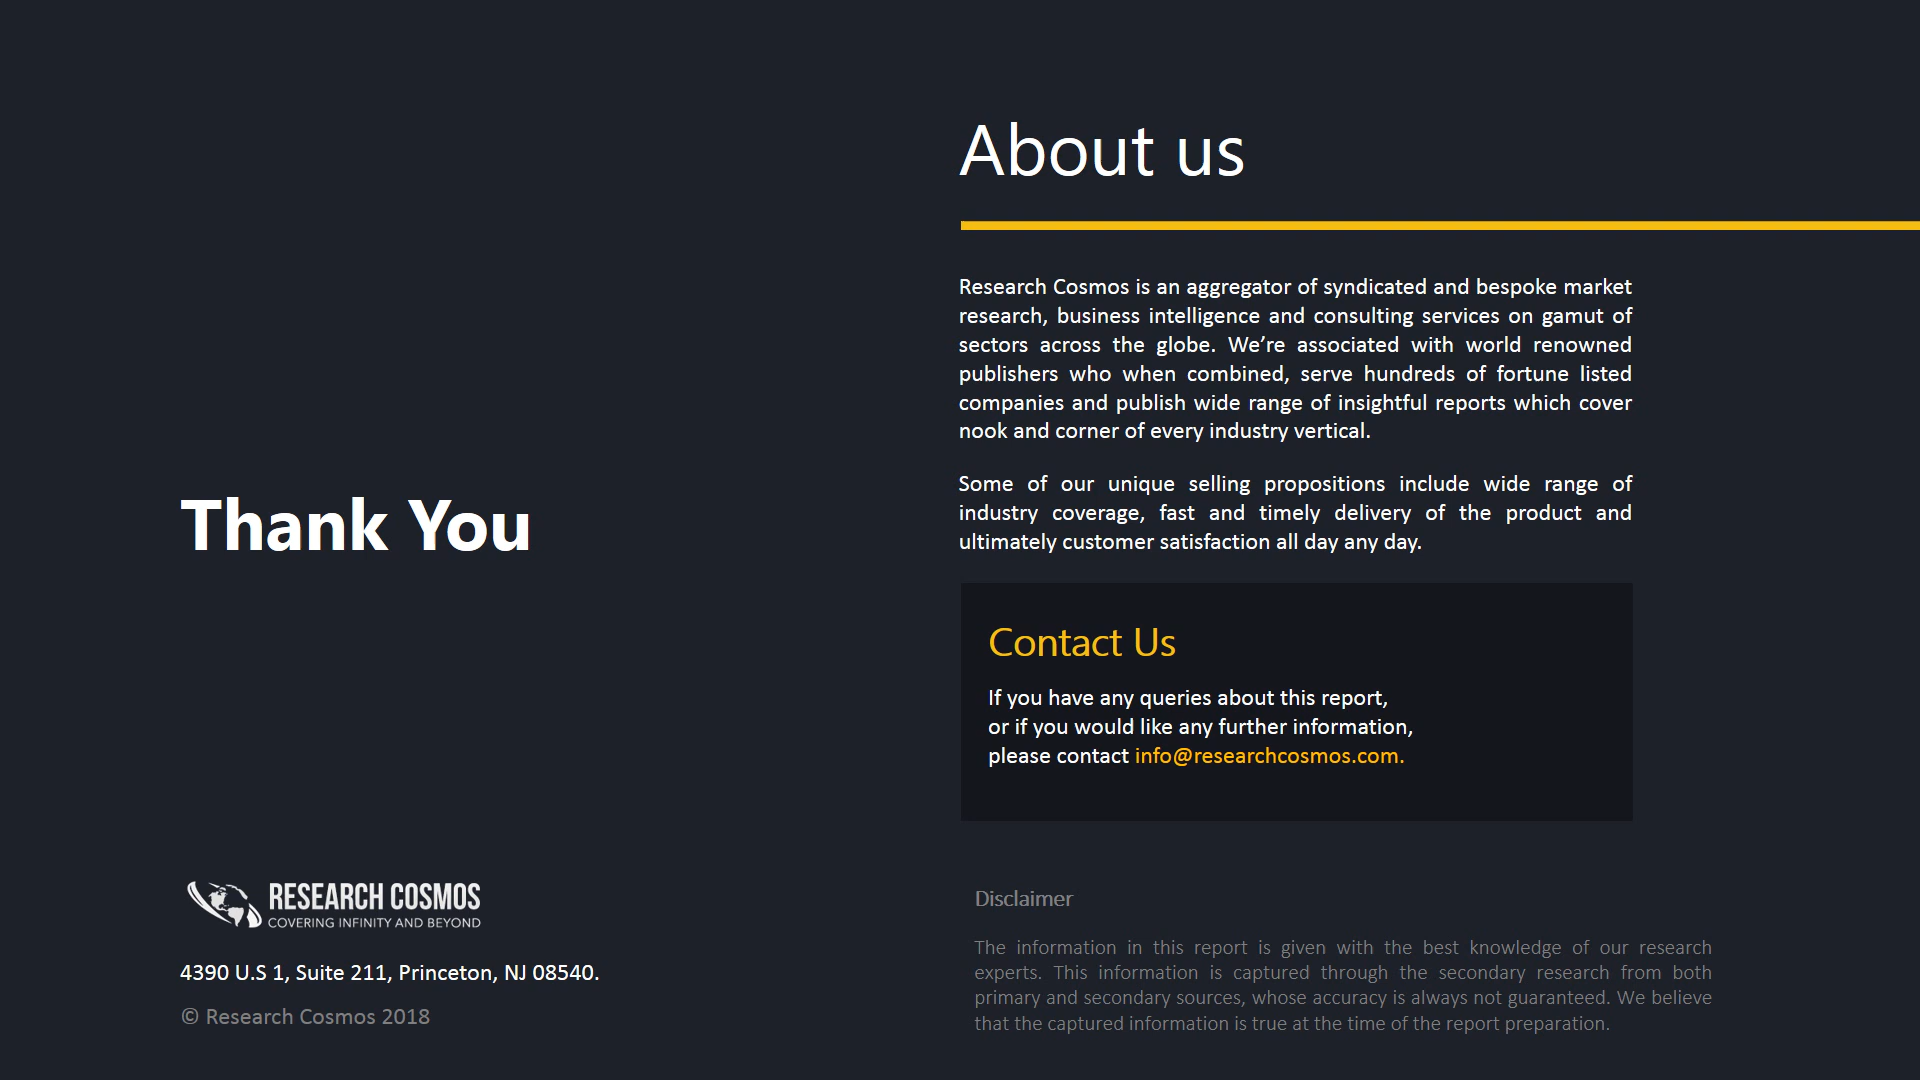 Thank You
RESEARCH COSMOS
COVERING INFINITY AND BEYOND
4390 U.S 1, Suite 211, Princeton, NJ 08540.
© Research Cosmos 2018
About us
Research Cosmos is an aggregator of syndicated and bespoke market
research, business intelligence and consulting services on gamut of
sectors across the globe. We’re associated with world renowned
publishers who when combined, serve hundreds of fortune listed
companies and publish wide range of insightful reports which cover
nook and corner of every industry vertical.
Some of our unique selling propositions include wide range of
industry coverage, fast and timely delivery of the product and
ultimately customer satisfaction all day any day.
Contact Us
If you have any queries about this report,
or if you would like any further information,
please contact info@researchcosmos.com.
Disclaimer
The information in this report is given with the best knowledge of our research
experts. This information is captured through the secondary research from both
primary and secondary sources, whose accuracy is always not guaranteed. We believe
that the captured information is true at the time of the report preparation.